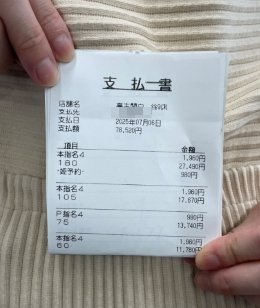 支払書
店舗名
支払先
支払日 2025年07月06日
支払額 76,520円
項目 金額
本指名4 1,960円
180 27,490円
-姫予約- 980円
本指名4 1,960円
105 17,670円
P指名4 980円
75 13,740円
本指名4 1,960円
60 11,780円